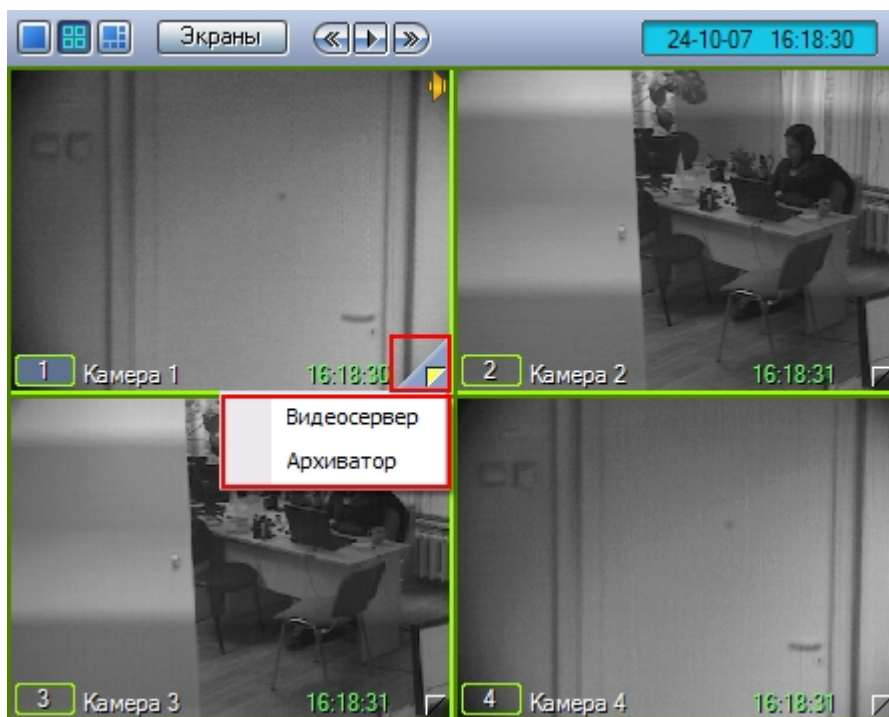 Экраны
24-10-07 16:18:30
1 Камера 1 16:18:30
2 Камера 2 16:18:31
Видеосервер
Архиватор
3 Камера 3 16:18:31
4 Камера 4 16:18:31